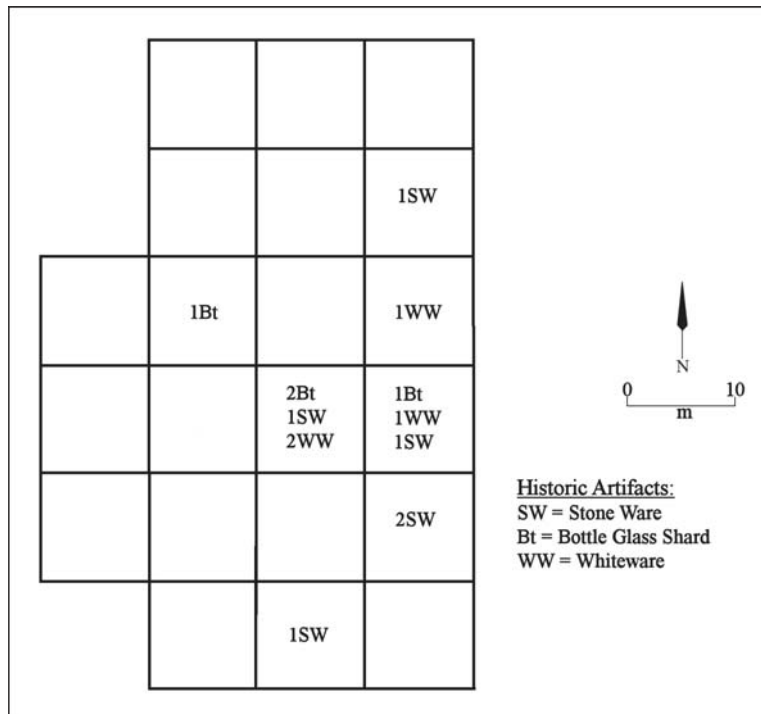 1SW
1Bt
1WW
2Bt
1SW
2WW
1Bt
1WW
1SW
2SW
1SW
N
0 10
m
Historic Artifacts:
SW = Stone Ware
Bt = Bottle Glass Shard
WW = Whiteware